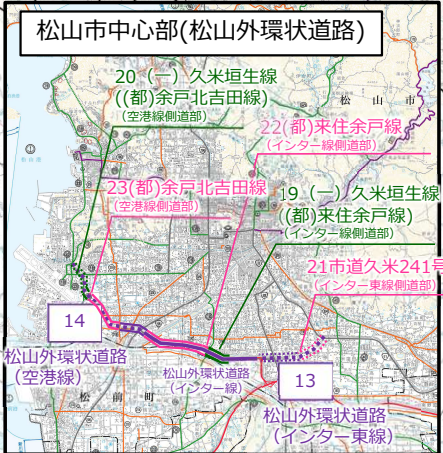 松山市中心部(松山外環状道路)
20 (一) 久米垣生線
((都)余戸北吉田線)
(空港線側道部)
松 山 市
22(都)来住余戸線
(インター線側道部)
23(都)余戸北吉田線
(空港線側道部)
19 (一) 久米垣生線
((都)来住余戸線)
(インター線側道部)
21市道久米241号
(インター東線側道部)
14
松山外環状道路
(空港線)
松山外環状道路
(インター線)
13
松 前 町
松山外環状道路
(インター東線)